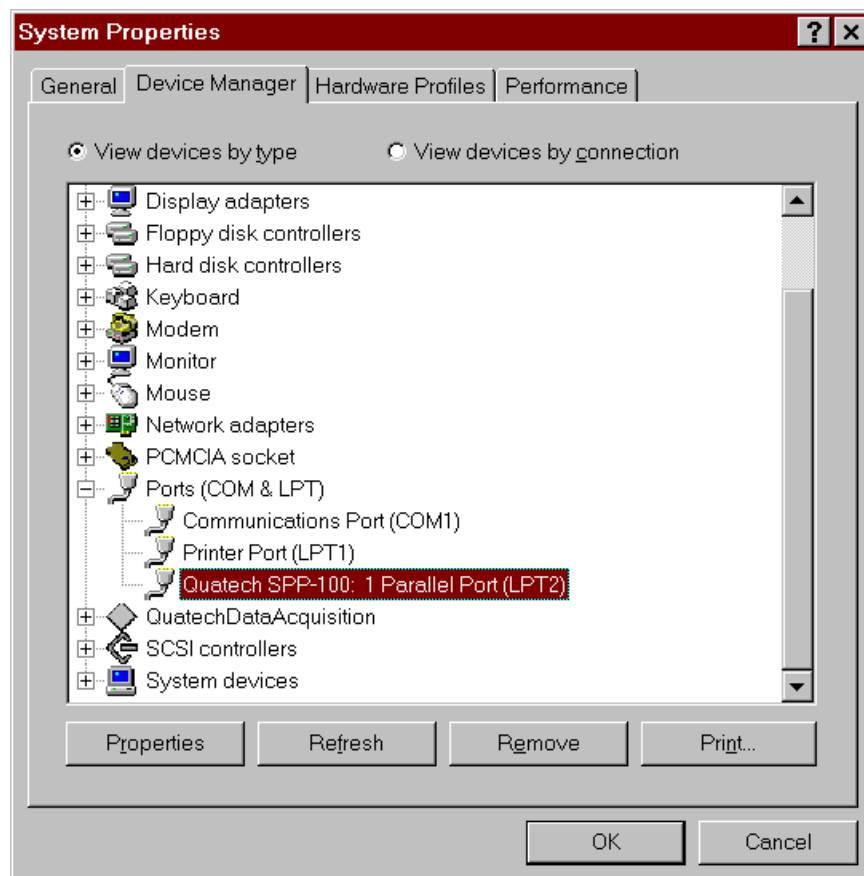 System Properties
General Device Manager Hardware Profiles Performance
View devices by type View devices by connection
Display adapters
Floppy disk controllers
Hard disk controllers
Keyboard
Modem
Monitor
Mouse
Network adapters
PCMCIA socket
Ports (COM & LPT)
Communications Port (COM1)
Printer Port (LPT1)
Quatech SPP-100: 1 Parallel Port (LPT2)
QuatechDataAcquisition
SCSI controllers
System devices
Properties Refresh Remove Print...
OK Cancel